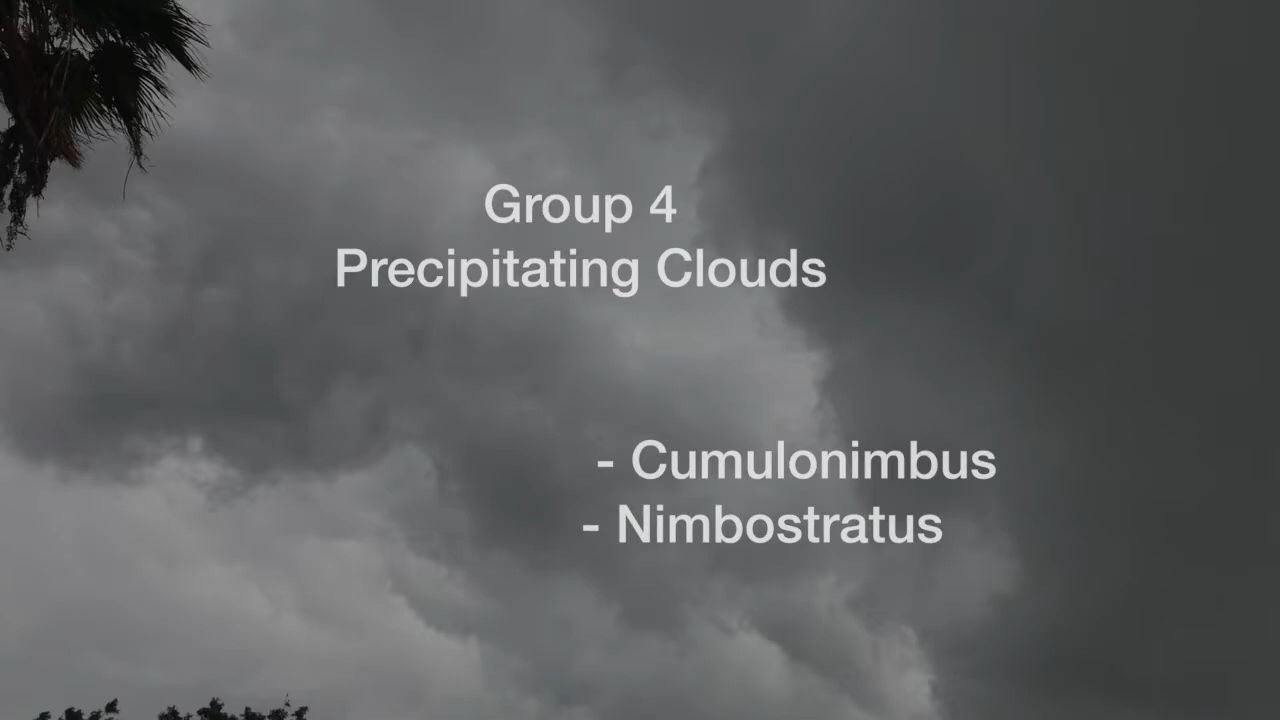 Group 4
Precipitating Clouds
- Cumulonimbus
- Nimbostratus